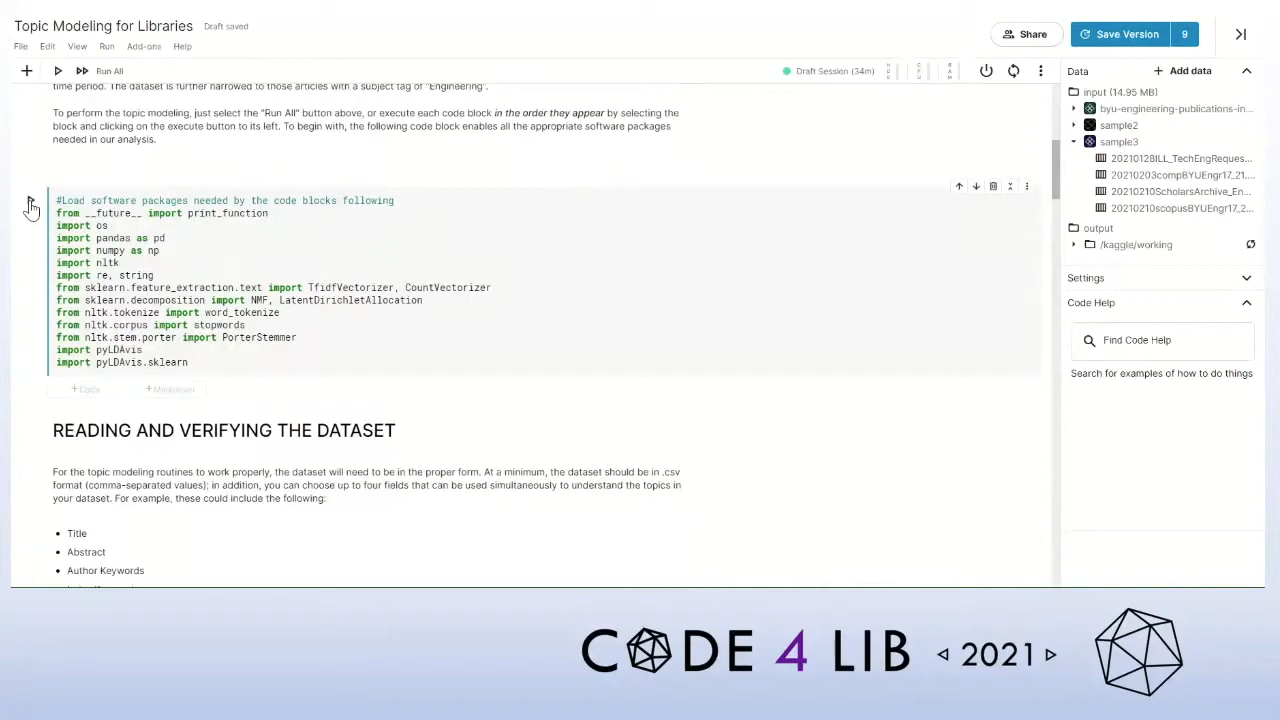 Topic Modeling for Libraries Draft saved
File Edit View Run Add-ons Help
Share Save Version 9
Run All
Draft Session (34m)
HDD CPU RAM
time period. The dataset is further narrowed to those articles with a subject tag of "Engineering".
To perform the topic modeling, just select the "Run All" button above, or execute each code block in the order they appear by selecting the
block and clicking on the execute button to its left. To begin with, the following code block enables all the appropriate software packages
needed in our analysis.
#Load software packages needed by the code blocks following
from __future__ import print_function
import os
import pandas as pd
import numpy as np
import nltk
import re, string
from sklearn.feature_extraction.text import TfidfVectorizer, CountVectorizer
from sklearn.decomposition import NMF, LatentDirichletAllocation
from nltk.tokenize import word_tokenize
from nltk.corpus import stopwords
from nltk.stem.porter import PorterStemmer
import pyLDAvis
import pyLDAvis.sklearn
+ Code + Markdown
READING AND VERIFYING THE DATASET
For the topic modeling routines to work properly, the dataset will need to be in the proper form. At a minimum, the dataset should be in .csv
format (comma-separated values); in addition, you can choose up to four fields that can be used simultaneously to understand the topics in
your dataset. For example, these could include the following:
• Title
• Abstract
• Author Keywords
Data + Add data
input (14.95 MB)
byu-engineering-publications-in...
sample2
sample3
20210128ILL_TechEngReques...
20210203compBYUEngr17_21....
20210210ScholarsArchive_En...
20210210scopusBYUEngr17_2...
output
/kaggle/working
Settings
Code Help
Find Code Help
Search for examples of how to do things
CODE 4 LIB 2021